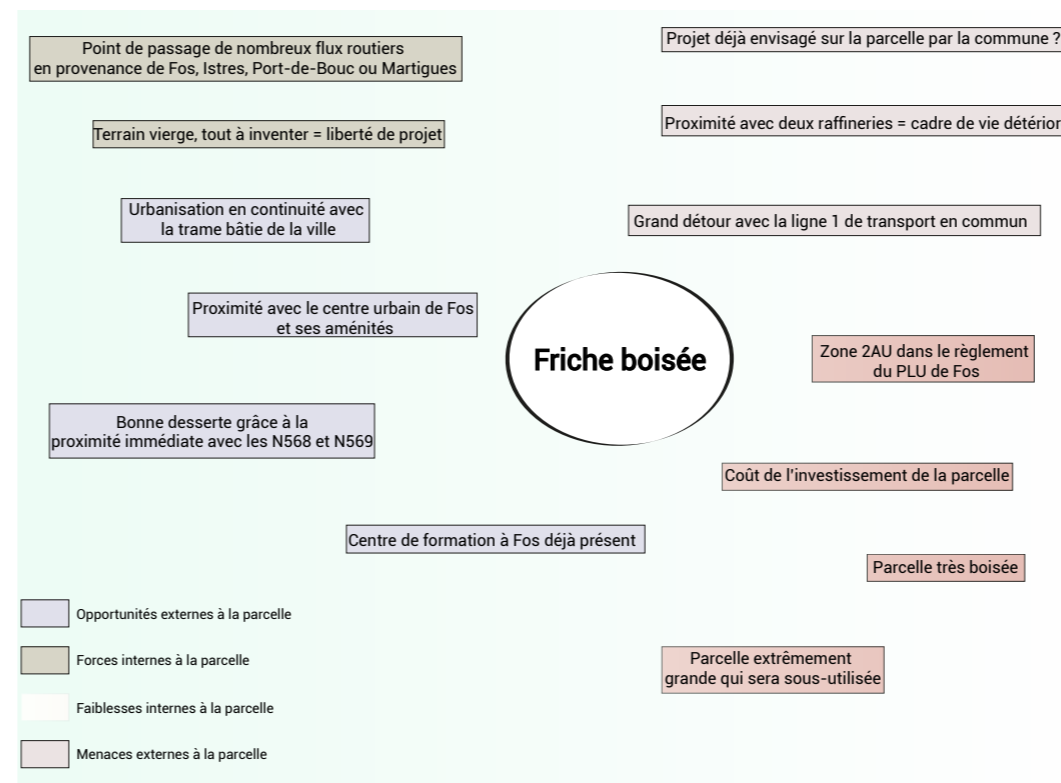 Point de passage de nombreux flux routiers
en provenance de Fos, Istres, Port-de-Bouc ou Martigues
Terrain vierge, tout à inventer = liberté de projet
Urbanisation en continuité avec
la trame bâtie de la ville
Proximité avec le centre urbain de Fos
et ses aménités
Bonne desserte grâce à la
proximité immédiate avec les N568 et N569
Centre de formation à Fos déjà présent
Friche boisée
Projet déjà envisagé sur la parcelle par la commune ?
Proximité avec deux raffineries = cadre de vie
Grand détour avec la ligne 1 de transport en commun
Zone 2AU dans le règlement
du PLU de Fos
Coût de l'investissement de la parcelle
Parcelle très boisée
Parcelle extrêmement
grande qui sera sous-utilisée
Opportunités externes à la parcelle
Forces internes à la parcelle
Faiblesses internes à la parcelle
Menaces externes à la parcelle